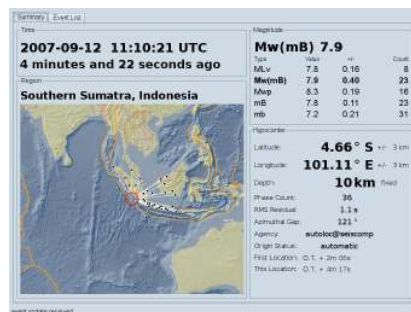 Summary Event List
Time
2007-09-12 11:10:21 UTC
4 minutes and 22 seconds ago
Region
Southern Sumatra, Indonesia
Magnitude
Mw(mB) 7.9
Type Value +/- Count
MLv 7.8 0.16 8
Mw(mB) 7.9 0.40 23
Mwp 8.3 0.19 16
mB 7.8 0.11 23
mb 7.2 0.21 31
Hypocenter
Latitude: 4.66° S +/- 3 km
Longitude: 101.11° E +/- 3 km
Depth: 10 km fixed
Phase Count: 36
RMS Residual: 1.1 s
Azimuthal Gap: 121 °
Agency: autoloc@seiscomp
Origin Status: automatic
First Location: O.T. + 2m 06s
This Location: O.T. + 4m 17s
event update received